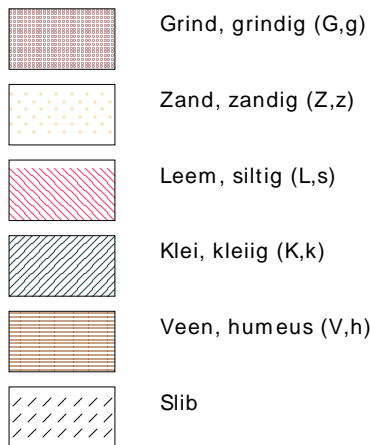 Grind, grindig (G,g)
Zand, zandig (Z,z)
Leem, siltig (L,s)
Klei, kleiig (K,k)
Veen, humeus (V,h)
Slib